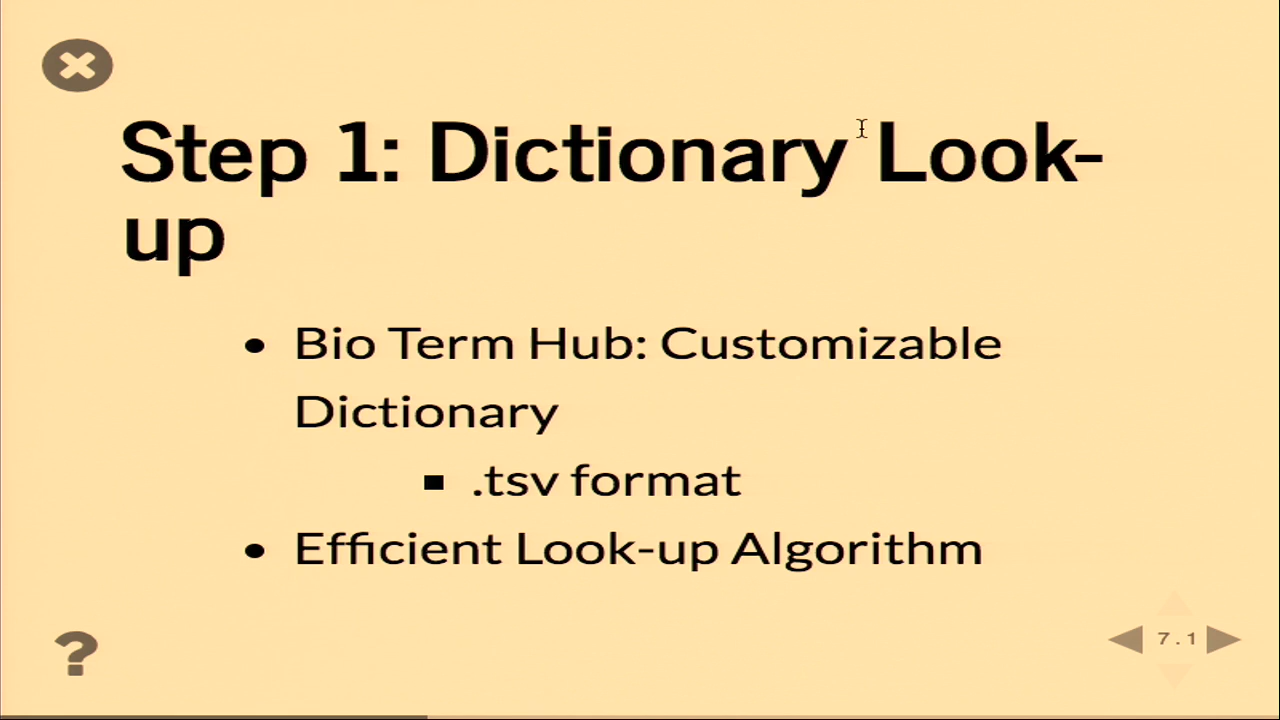 Step 1: Dictionary Look-
up
• Bio Term Hub: Customizable
Dictionary
▪ .tsv format
• Efficient Look-up Algorithm
?
7.1